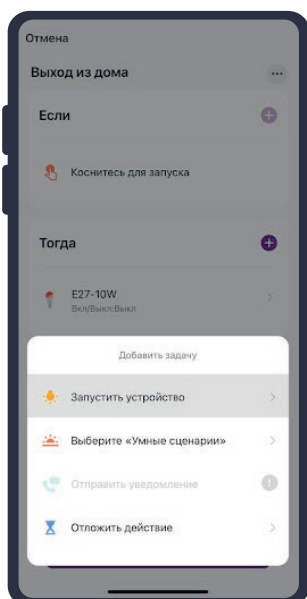 Отмена
Выход из дома
Если
Коснитесь для запуска
Тогда
E27-10W
Вкл/Выкл:Выкл
Добавить задачу
Запустить устройство
Выберите «Умные сценарии»
Отправить уведомление
Отложить действие